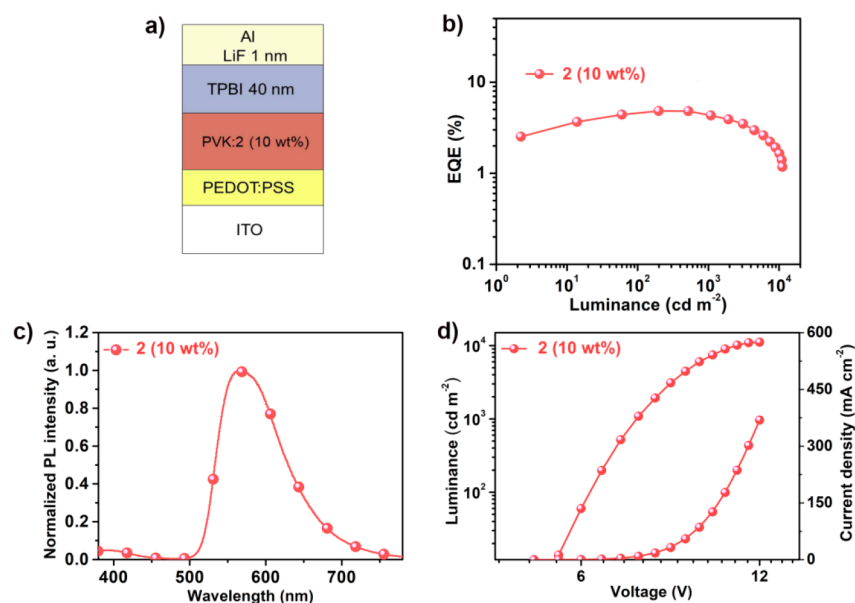 a)
Al
LiF 1 nm
TPBI 40 nm
PVK:2 (10 wt%)
PEDOT:PSS
ITO
b)
2 (10 wt%)
EQE (%)
10
1
0.1
10⁰ 10¹ 10² 10³ 10⁴
Luminance (cd m⁻²)
c)
2 (10 wt%)
Normalized PL intensity (a. u.)
1.2
1.0
0.8
0.6
0.4
0.2
0.0
400 500 600 700
Wavelength (nm)
d)
2 (10 wt%)
Luminance (cd m⁻²)
10⁴
10³
10²
6 12
Voltage (V)
600
450
300
150
0
Current density (mA cm⁻²)